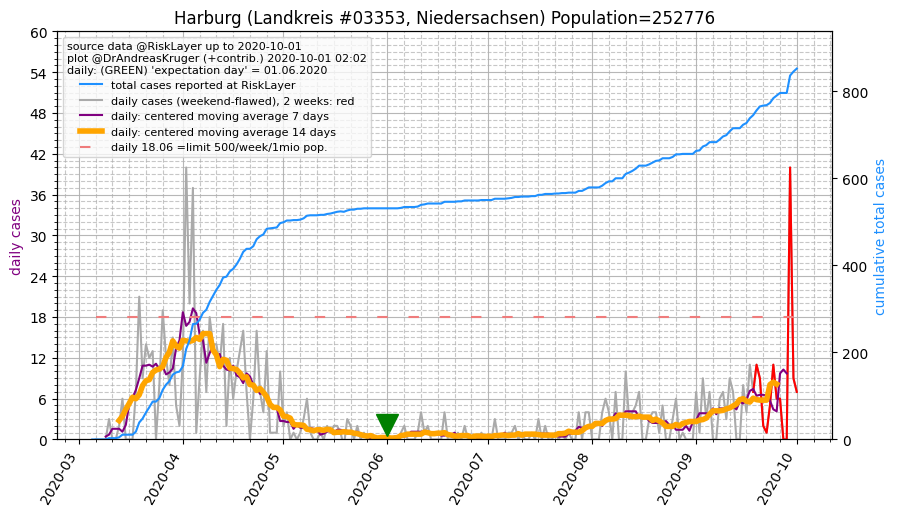 Harburg (Landkreis #03353, Niedersachsen) Population=252776
source data @RiskLayer up to 2020-10-01
plot @DrAndreasKruger (+contrib.) 2020-10-01 02:02
daily: (GREEN) 'expectation day' = 01.06.2020
total cases reported at RiskLayer
daily cases (weekend-flawed), 2 weeks: red
daily: centered moving average 7 days
daily: centered moving average 14 days
daily 18.06 =limit 500/week/1mio pop.
daily cases
60
54
48
42
36
30
24
18
12
6
0
cumulative total cases
800
600
400
200
0
2020-03
2020-04
2020-05
2020-06
2020-07
2020-08
2020-09
2020-10